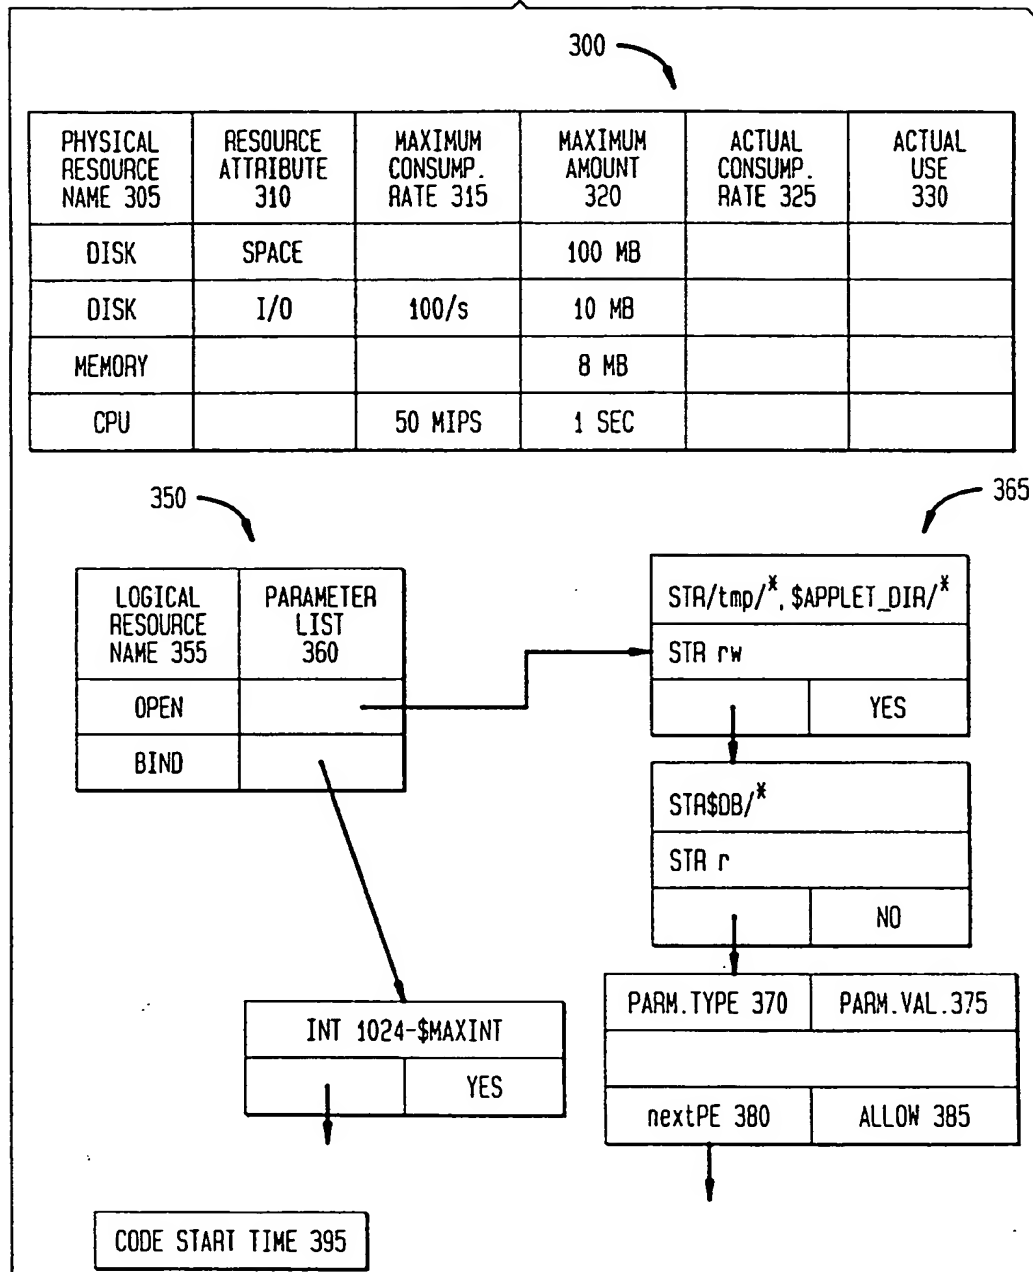 300
PHYSICAL RESOURCE NAME 305 RESOURCE ATTRIBUTE 310 MAXIMUM CONSUMP. RATE 315 MAXIMUM AMOUNT 320 ACTUAL CONSUMP. RATE 325 ACTUAL USE 330
DISK SPACE 100 MB
DISK I/O 100/s 10 MB
MEMORY 8 MB
CPU 50 MIPS 1 SEC
350
LOGICAL RESOURCE NAME 355 PARAMETER LIST 360
OPEN
BIND
365
STR/tmp/*, $APPLET_DIR/*
STR rw
YES
STR$DB/*
STR r
NO
PARM.TYPE 370 PARM.VAL.375
nextPE 380 ALLOW 385
INT 1024-$MAXINT
YES
CODE START TIME 395